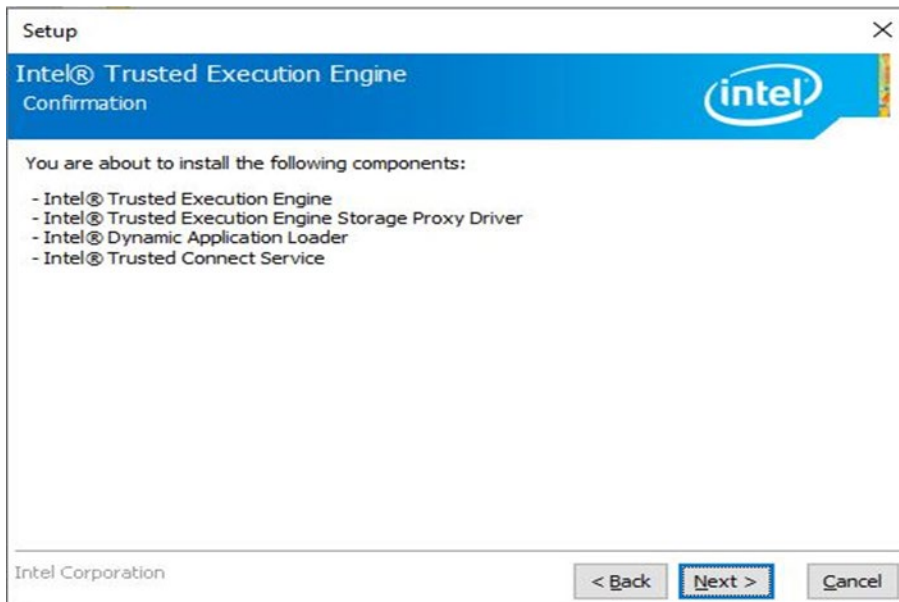 Setup
Intel® Trusted Execution Engine
Confirmation
intel
You are about to install the following components:
- Intel® Trusted Execution Engine
- Intel® Trusted Execution Engine Storage Proxy Driver
- Intel® Dynamic Application Loader
- Intel® Trusted Connect Service
Intel Corporation
< Back Next > Cancel